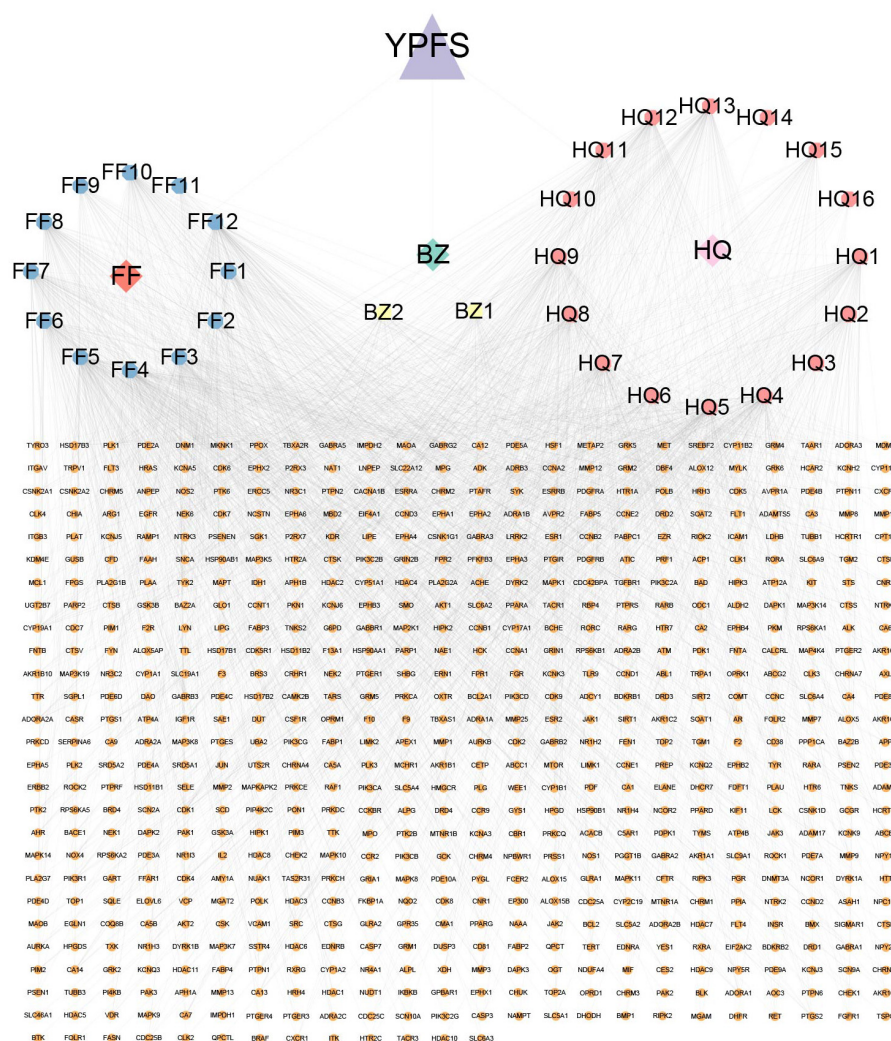 YPFS
HQ13
HQ12 HQ14
HQ11 HQ15
FF10
FF9 FF11
HQ10 HQ16
FF8 FF12
BZ HQ
HQ9 HQ1
FF7 FF FF1
BZ2 BZ1
HQ8 HQ2
FF6 FF2
FF5 FF3
HQ7 HQ3
FF4
HQ6 HQ4
HQ5
TYRO3 HSD17B3 PLK1 PDE2A DNM1 MKNK1 PPOX TBXA2R GABRA5 IMPDH2 MAOA GABRG2 CA12 PDE5A HSF1 METAP2 GRK5 MET SREBF2 CYP11B2 GRM4 TAAR1 ADORA3 MDM
ITGAV TRPV1 FLT3 HRAS KCNA5 CDK6 EPHX2 P2RX3 NAT1 LNPEP SLC22A12 MPG ADK ADRB3 CCNA2 MMP12 GRM2 DBF4 ALOX12 MYLK GRK6 HCAR2 KCNH2 CYP11
CSNK2A1 CSNK2A2 CHRM5 ANPEP NOS2 PTK6 ERCC5 NR3C1 PTPN2 CACNA1B ESRRA CHRM2 PTAFR SYK ESRRB PDGFRA HTR1A POLB HRH3 CDK5 AVPR1A PDE4B PTPN11 CXCR
CLK4 CHIA ARG1 EGFR NEK6 CDK7 NCSTN EPHA6 MBD2 EIF4A1 CCND3 EPHA1 EPHA2 ADRA1B AVPR2 FABP5 CCNE2 DRD2 SOAT2 FLT1 ADAMTS5 CA3 MMP8 MMP1
ITGB3 PLAT KCNJ5 RAMP1 NTRK3 PSENEN SGK1 P2RX7 KDR LIPE EPHA4 CSNK1G1 GABRA3 LRRK2 ESR1 CCNB2 PABPC1 EZR RIOK2 ICAM1 LDHB TUBB1 HCRTR1 CPT1
KDM4E GUSB CFD FAAH SNCA HSP90AB1 MAP3K5 HTR2A CTSK PIK3C2B GRIN2B FPR2 PFKFB3 EPHA3 PTGIR PDGFRB ATIC PRF1 ACP1 CLK1 RORA SLC6A9 TGM2 CTS
MCL1 FPGS PLA2G1B PLAA TYK2 MAPT IDH1 APH1B HDAC2 CYP51A1 HDAC4 PLA2G2A ACHE DYRK2 MAPK1 CDC42BPA TGFBR1 PIK3C2A BAD HIPK3 ATP12A KIT STS CNR
UGT2B7 PARP2 CTSB GSK3B BAZ2A GLO1 CCNT1 PKN1 KCNJ6 EPHB3 SMO AKT1 SLC6A2 PPARA TACR1 RBP4 PTPRS RARB ODC1 ALDH2 DAPK1 MAP3K14 CTSS NTRK
CYP19A1 CDC7 PIM1 F2R LYN LIPG FABP3 TNKS2 G6PD GABBR1 MAP2K1 HIPK2 CCNB1 CYP17A1 BCHE RORC RARG HTR7 CA2 EPHB4 PKM RPS6KA1 ALK CA6
FNTB CTSV FYN ALOX5AP TTL HSD17B1 CDK5R1 HSD11B2 F13A1 HSP90AA1 PARP1 NAE1 HCK CCNA1 GRIN1 RPS6KB1 ADRA2B ATM PDK1 FNTA CALCRL MAP4K4 PTGER2 AKR1
AKR1B10 MAP3K19 NR3C2 CYP1A1 SLC19A1 F3 BRS3 CRHR1 NEK2 PTGER1 SHBG ERN1 FPR1 FGR KCNK3 TLR9 CCND1 ABL1 TRPA1 OPRK1 ABCG2 CLK3 CHRNA7 AXL
TTR SGPL1 PDE6D DAO GABRB3 PDE4C HSD17B2 CAMK2B TARS GRM5 PRKCA OXTR BCL2A1 PIK3CD CDK9 ADCY1 BDKRB1 DRD3 SIRT2 COMT CCNC SLC6A4 CA4 PDE8
ADORA2A CASR PTGS1 ATP4A IGF1R SAE1 DUT CSF1R OPRM1 F10 F9 TBXAS1 ADRA1A MMP25 ESR2 JAK1 SIRT1 AKR1C2 SOAT1 AR FOLR2 MMP7 ALOX5 AKR1
PRKCD SERPINA6 CA9 ADRA2A MAP3K8 PTGES UBA2 PIK3CG FABP1 LIMK2 APEX1 MMP1 AURKB CDK2 GABRB2 NR1H2 FEN1 TDP2 TGM1 F2 CD38 PPP1CA BAZ2B APP
EPHA5 PLK2 SRD5A2 PDE4A SRD5A1 JUN UTS2R CHRNA4 CA5A PLK3 MCHR1 AKR1B1 CETP ABCC1 MTOR LIMK1 CCNE1 PREP KCNQ2 EPHB2 TYR RARA PSEN2 PDE3
ERBB2 ROCK2 PTPRF HSD11B1 SELE MMP2 MAPKAPK2 PRKCE RAF1 PIK3CA SLC5A4 HMGCR PLG WEE1 CYP1B1 PDF CA1 ELANE DHCR7 FDFT1 PLAU HTR6 TNKS ADAM
PTK2 RPS6KA5 BRD4 SCN2A CDK1 SCD PIP4K2C PON1 PRKDC CCKBR ALPG DRD4 CCR9 GYS1 HPGD HSP90B1 NR1H4 NCOR2 PPARD KIF11 LCK CSNK1D GCGR HCRT
AHR BACE1 NEK1 DAPK2 PAK1 GSK3A HIPK1 PIM3 TTK MPO PTK2B MTNR1B KCNA3 CBR1 PRKCQ ACACB C5AR1 PDPK1 TYMS ATP4B JAK3 ADAM17 KCNK9 ABCB
MAPK14 NOX4 RPS6KA2 PDE3A NR1I3 IL2 HDAC8 CHEK2 MAPK10 CCR2 PIK3CB GCK CHRM4 NPBWR1 PRSS1 NOS1 PGGT1B GABRA2 AKR1A1 SLC9A1 ROCK1 PDE7A MMP9 NPY1
PLA2G7 PIK3R1 GART FFAR1 CDK4 AMY1A NUAK1 TAS2R31 PRKCH GRIA1 MAPK8 PDE10A PYGL FCER2 ALOX15 GLRA1 MAPK11 CFTR RIPK3 PGR DNMT3A NCOR1 DYRK1A HTT
PDE4D TOP1 SQLE ELOVL6 VCP MGAT2 POLK HDAC3 CCNB3 FKBP1A NQO2 CDK8 CNR1 EP300 ALOX15B CDC25A CYP2C19 MTNR1A CHRM1 PPIA NTRK2 CCND2 ASAH1 NPC1
MAOB EGLN1 COQ8B CA5B AKT2 CSK VCAM1 SRC CTSG GLRA2 GPR35 CMA1 PPARG NAAA JAK2 BCL2 SLC5A2 ADORA2B HDAC7 FLT4 INSR BMX SIGMAR1 CTS
AURKA HPGDS TXK NR1H3 DYRK1B MAP3K7 SSTR4 HDAC6 EDNRB CASP7 GRM1 DUSP3 CD81 FABP2 QPCT TERT EDNRA YES1 RXRA EIF2AK2 BDKRB2 DRD1 GABRA1 NPY2
PIM2 CA14 GRK2 KCNQ3 HDAC11 FABP4 PTPN1 RXRG CYP1A2 NR4A1 ALPL XDH MMP3 DAPK3 OGT NDUFA4 MIF CES2 HDAC9 NPY5R PDE9A KCNJ3 SCN9A CHRN
PSEN1 TUBB3 PI4KB PAK3 APH1A MMP13 CA13 HRH4 HDAC1 NUDT1 IKBKB GPBAR1 EPHX1 CHUK TOP2A OPRD1 CHRM3 PAK2 BLK ADORA1 AOC3 PTPN6 CHEK1 AKR1
SLC46A1 HDAC5 VDR MAPK9 CA7 IMPDH1 PTGER4 PTGER3 ADRA2C CDC25C SCN10A PIK3C2G CASP3 NAMPT SLC5A1 DHODH BMP1 RIPK2 MGAM DHFR RET PTGS2 FGFR1 TSP
BTK FOLR1 FASN CDC25B CLK2 QPCTL BRAF CXCR1 ITK HTR2C TACR3 HDAC10 SLC6A3